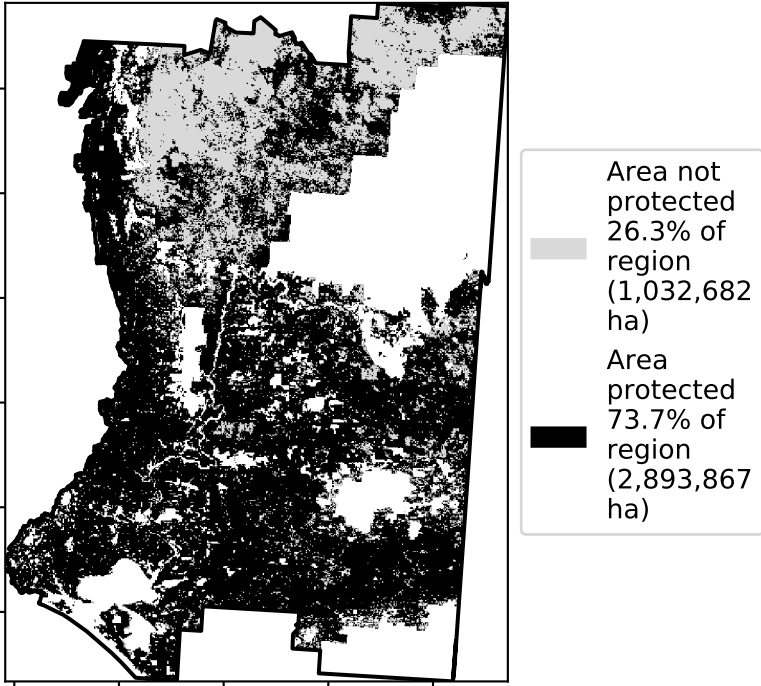 Area not
protected
26.3% of
region
(1,032,682
ha)
Area
protected
73.7% of
region
(2,893,867
ha)